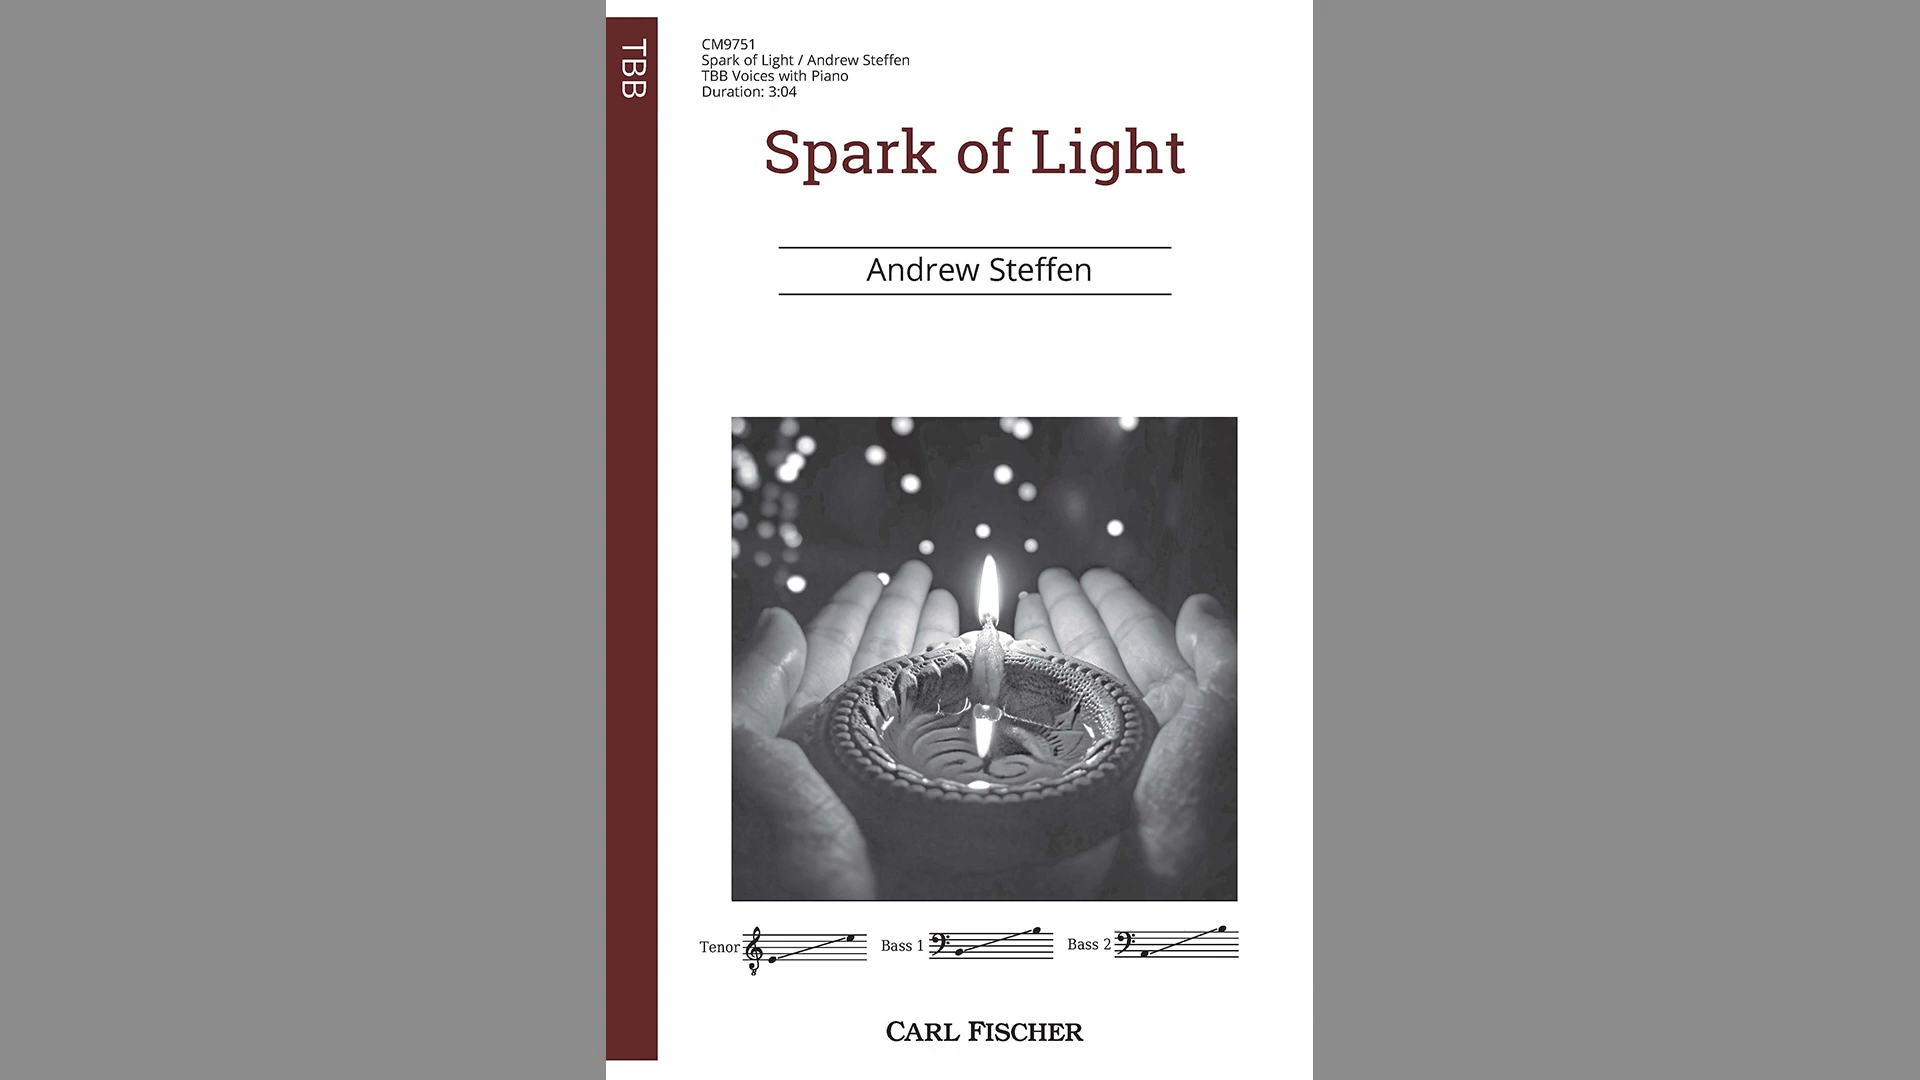 TBB
CM9751
Spark of Light / Andrew Steffen
TBB Voices with Piano
Duration: 3:04
Spark of Light
Andrew Steffen
Tenor
8
Bass 1
Bass 2
CARL FISCHER